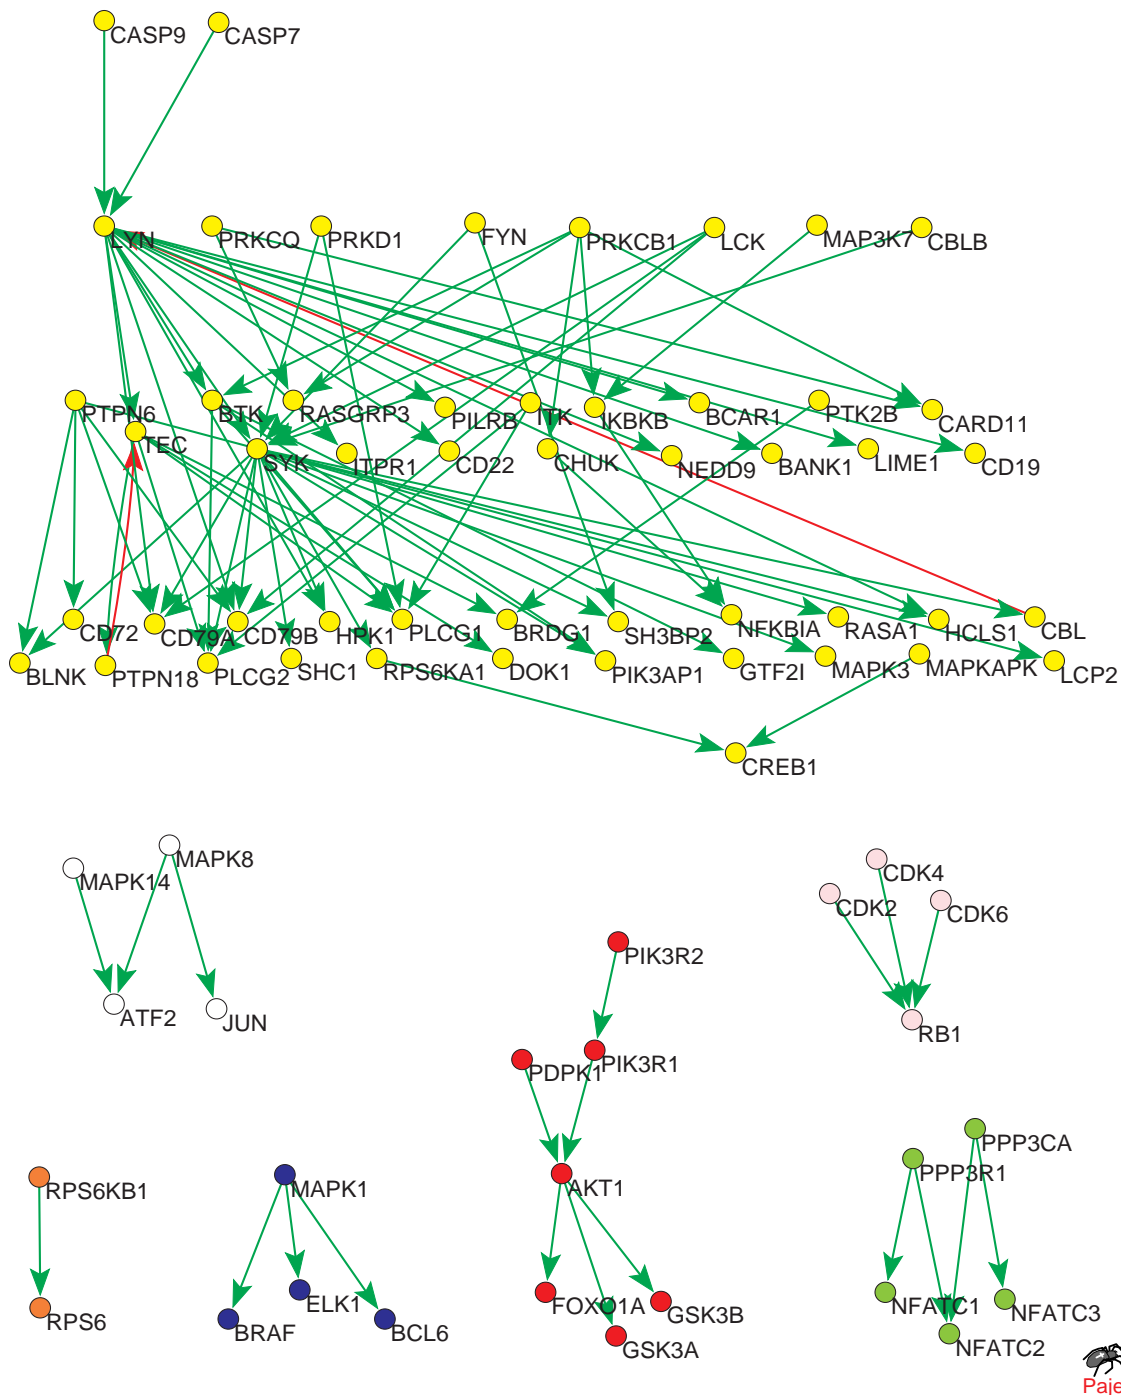 CASP9
CASP7
LYN
PRKCQ
PRKD1
FYN
PRKCB1
LCK
MAP3K7
CBLB
PTPN6
BTK
RASGRP3
PILRB
ITK
IKBKB
BCAR1
PTK2B
CARD11
TEC
SYK
ITPR1
CD22
CHUK
NEDD9
BANK1
LIME1
CD19
CD72
CD79A
CD79B
HPK1
PLCG1
BRDG1
SH3BP2
NFKBIA
RASA1
HCLS1
CBL
BLNK
PTPN18
PLCG2
SHC1
RPS6KA1
DOK1
PIK3AP1
GTF2I
MAPK3
MAPKAPK
LCP2
CREB1
MAPK8
MAPK14
ATF2
JUN
CDK4
CDK2
CDK6
RB1
PIK3R2
PDPK1
PIK3R1
AKT1
FOXO1A
GSK3B
GSK3A
PPP3CA
PPP3R1
NFATC1
NFATC3
NFATC2
RPS6KB1
RPS6
MAPK1
ELK1
BRAF
BCL6
Paje